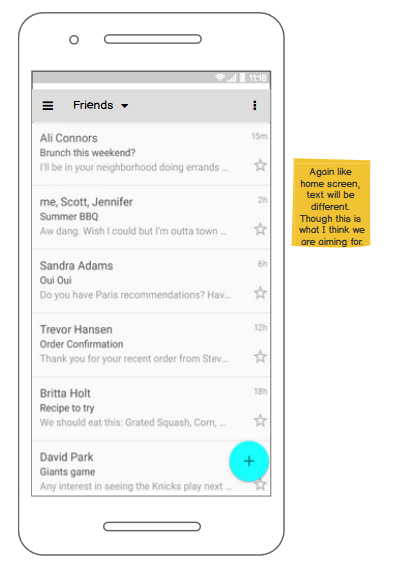 11:18
Friends
Ali Connors 15m
Brunch this weekend?
I'll be in your neighborhood doing errands ...
me, Scott, Jennifer 2h
Summer BBQ
Aw dang. Wish I could but I'm outta town ...
Sandra Adams 6h
Oui Oui
Do you have Paris recommendations? Hav...
Trevor Hansen 12h
Order Confirmation
Thank you for your recent order from Stev...
Britta Holt 18h
Recipe to try
We should eat this: Grated Squash, Corn, ...
David Park
Giants game
Any interest in seeing the Knicks play next ...
+
Again like
home screen,
text will be
different.
Though this is
what I think we
are aiming for.